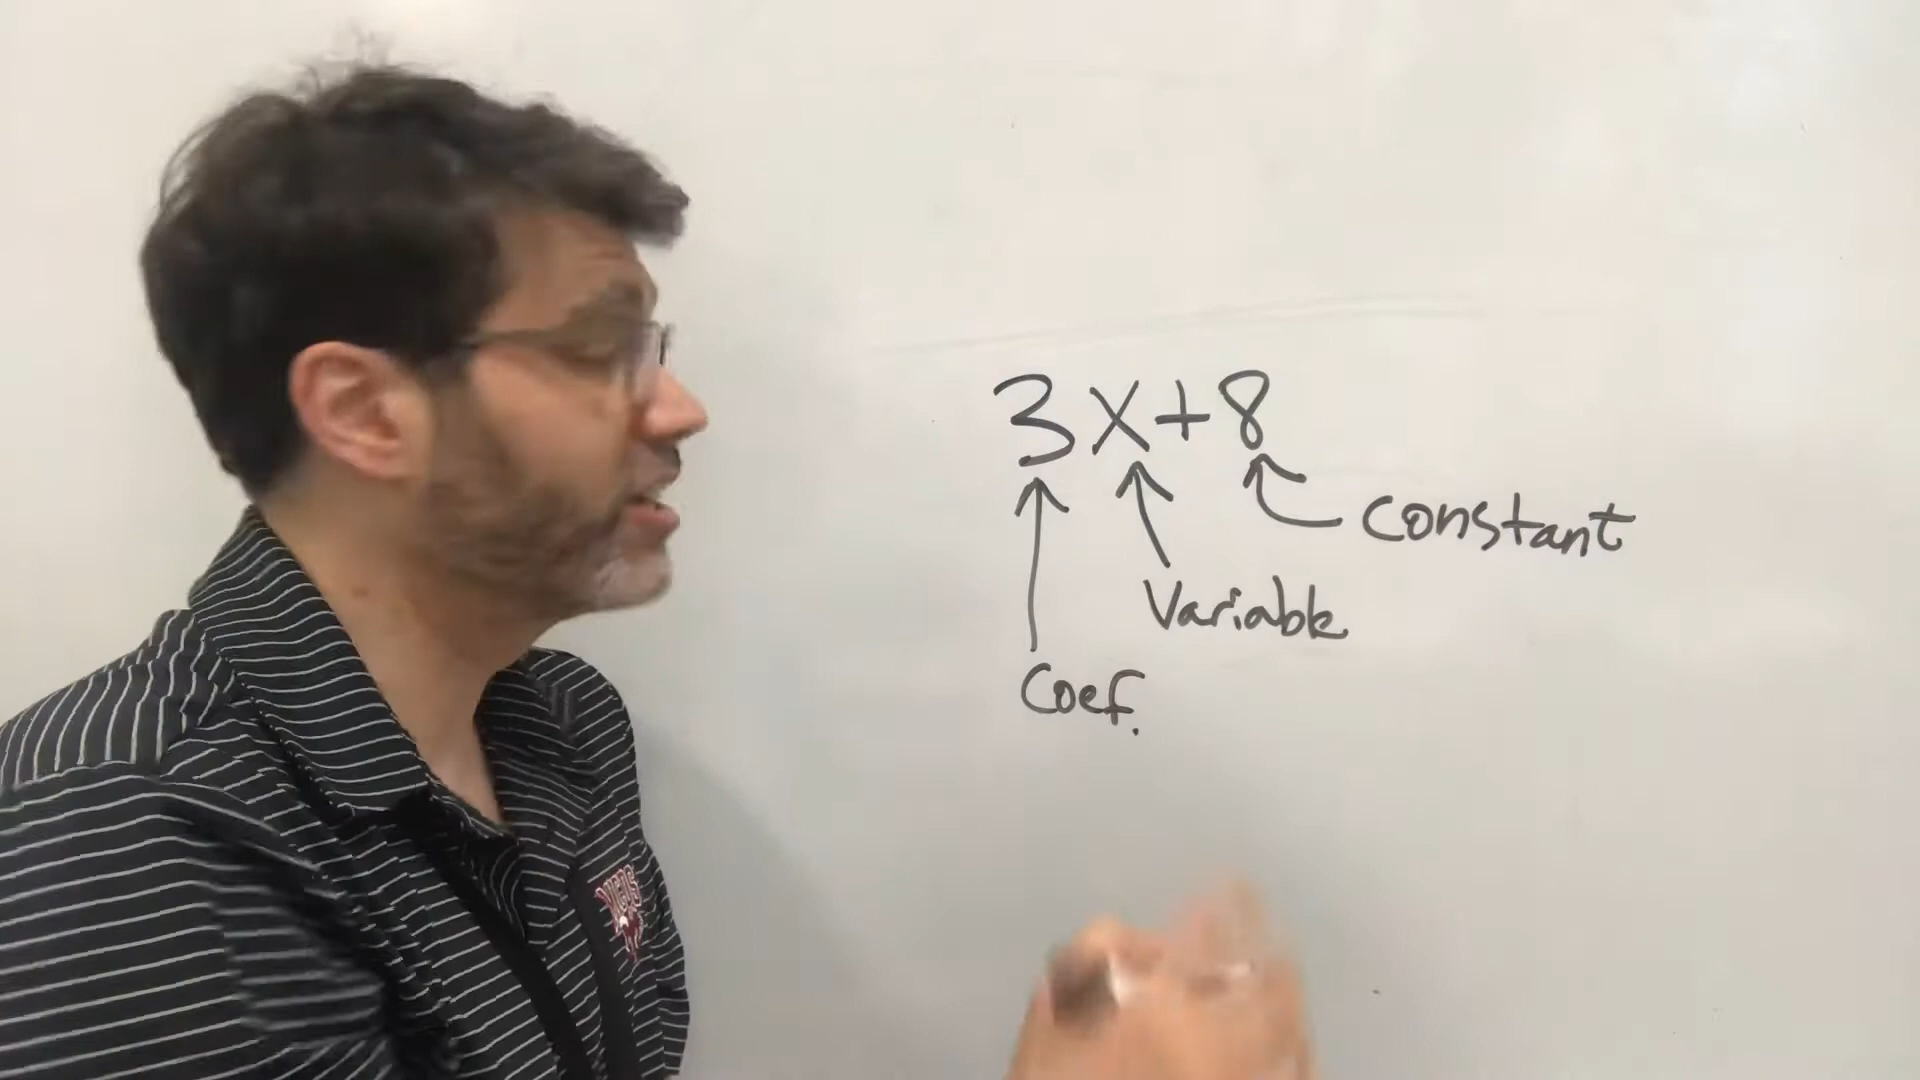 3x+8
constant
Variable
Coef.